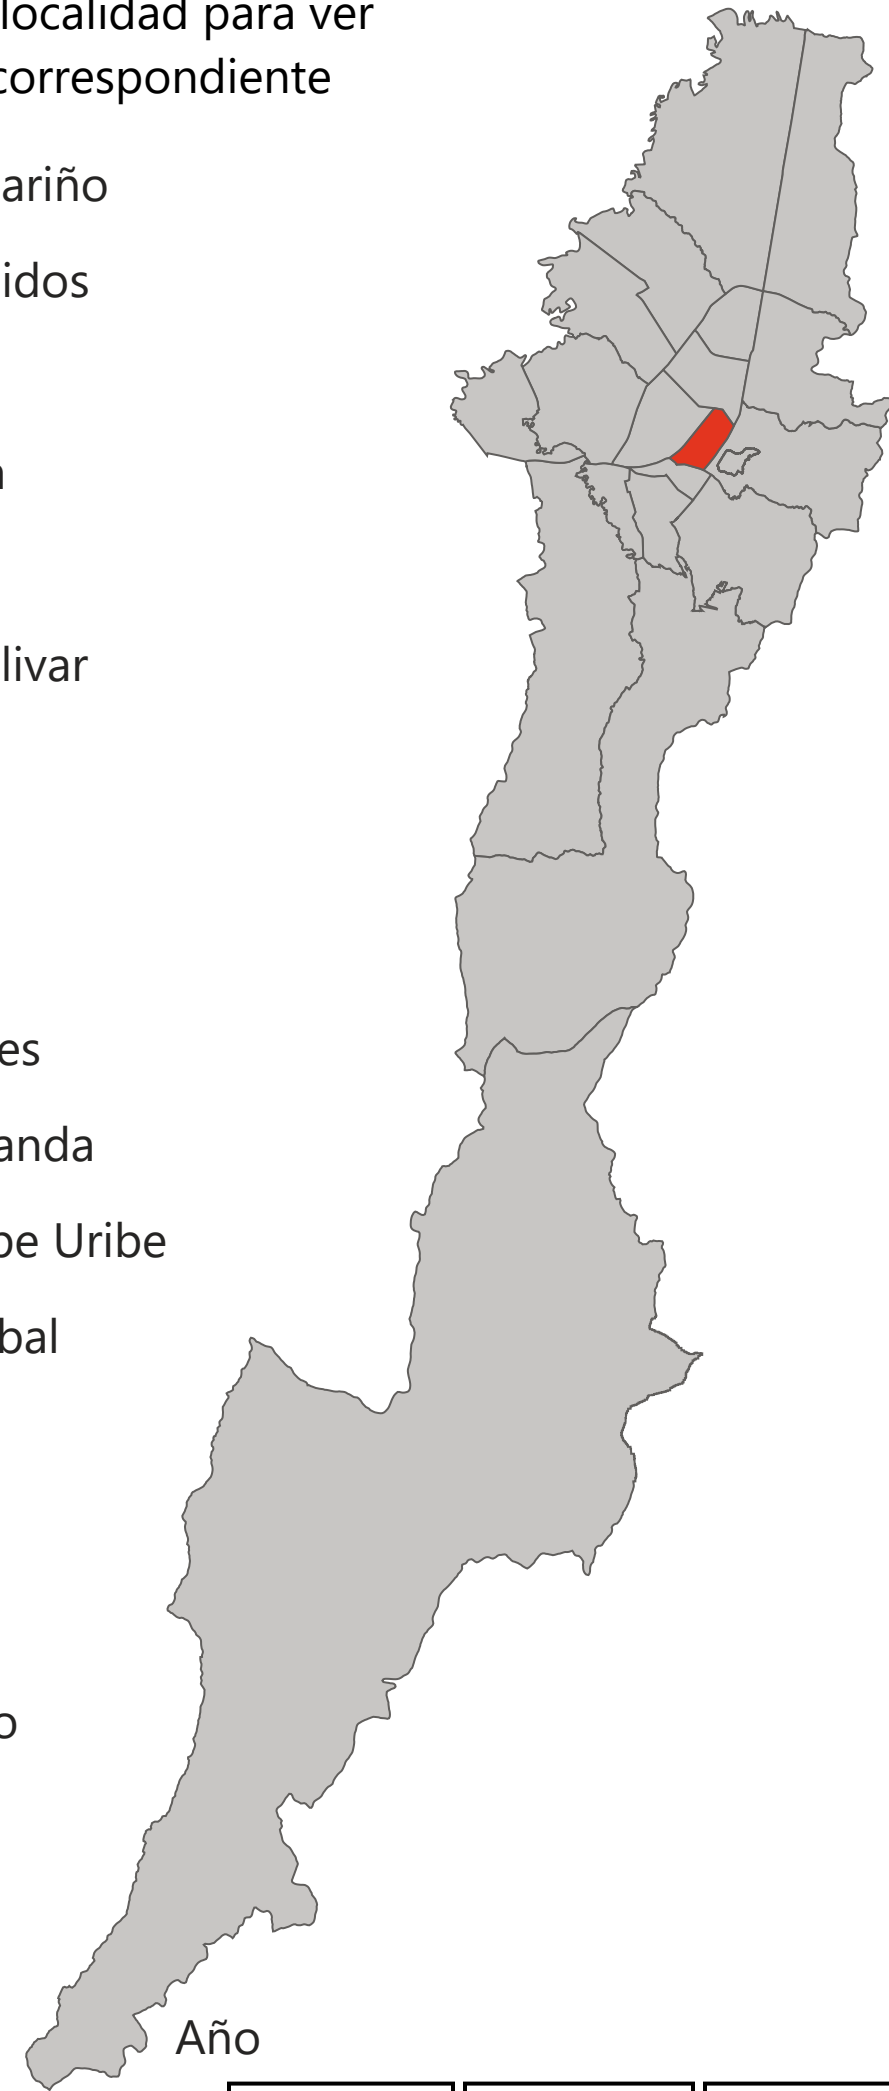 localidad para ver
correspondiente
ariño
idos
livar
es
anda
pe Uribe
bal
o
Año